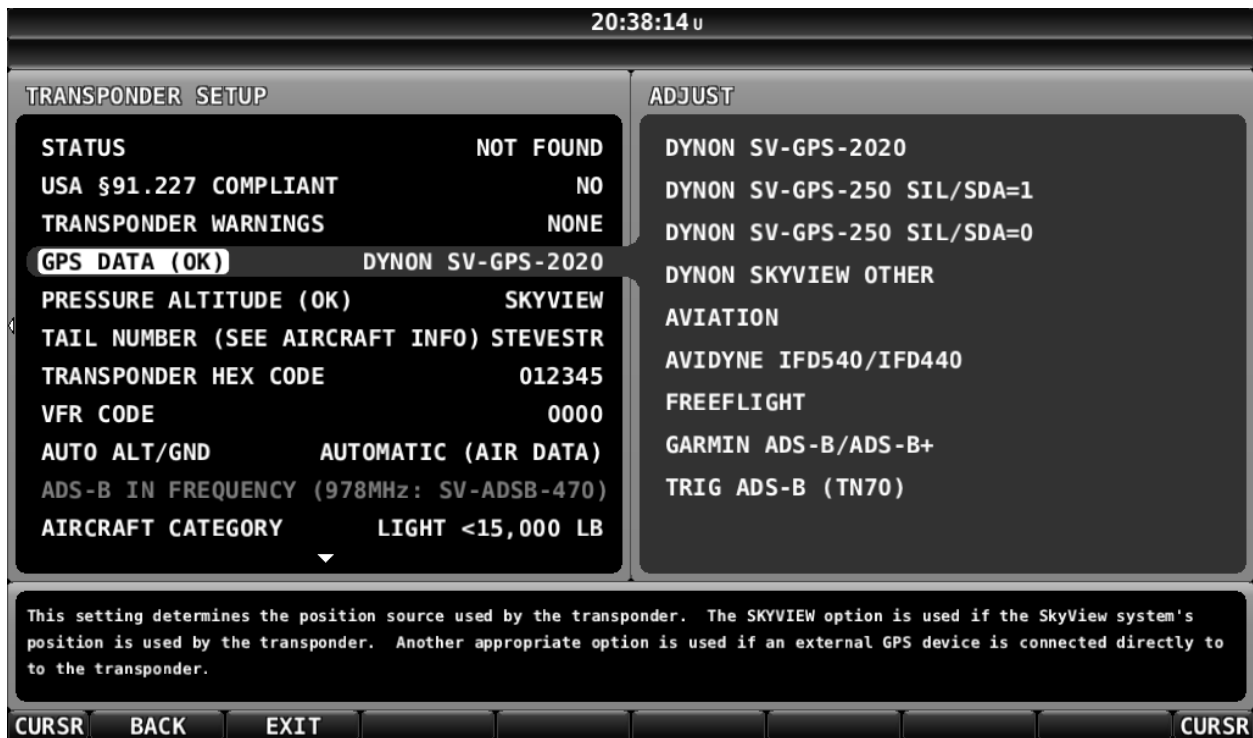 20:38:14 U
TRANSPONDER SETUP
STATUS NOT FOUND
USA §91.227 COMPLIANT NO
TRANSPONDER WARNINGS NONE
GPS DATA (OK) DYNON SV-GPS-2020
PRESSURE ALTITUDE (OK) SKYVIEW
TAIL NUMBER (SEE AIRCRAFT INFO) STEVESTR
TRANSPONDER HEX CODE 012345
VFR CODE 0000
AUTO ALT/GND AUTOMATIC (AIR DATA)
ADS-B IN FREQUENCY (978MHz: SV-ADSB-470)
AIRCRAFT CATEGORY LIGHT <15,000 LB
ADJUST
DYNON SV-GPS-2020
DYNON SV-GPS-250 SIL/SDA=1
DYNON SV-GPS-250 SIL/SDA=0
DYNON SKYVIEW OTHER
AVIATION
AVIDYNE IFD540/IFD440
FREEFLIGHT
GARMIN ADS-B/ADS-B+
TRIG ADS-B (TN70)
This setting determines the position source used by the transponder. The SKYVIEW option is used if the SkyView system's
position is used by the transponder. Another appropriate option is used if an external GPS device is connected directly to
to the transponder.
CURSR BACK EXIT CURSR